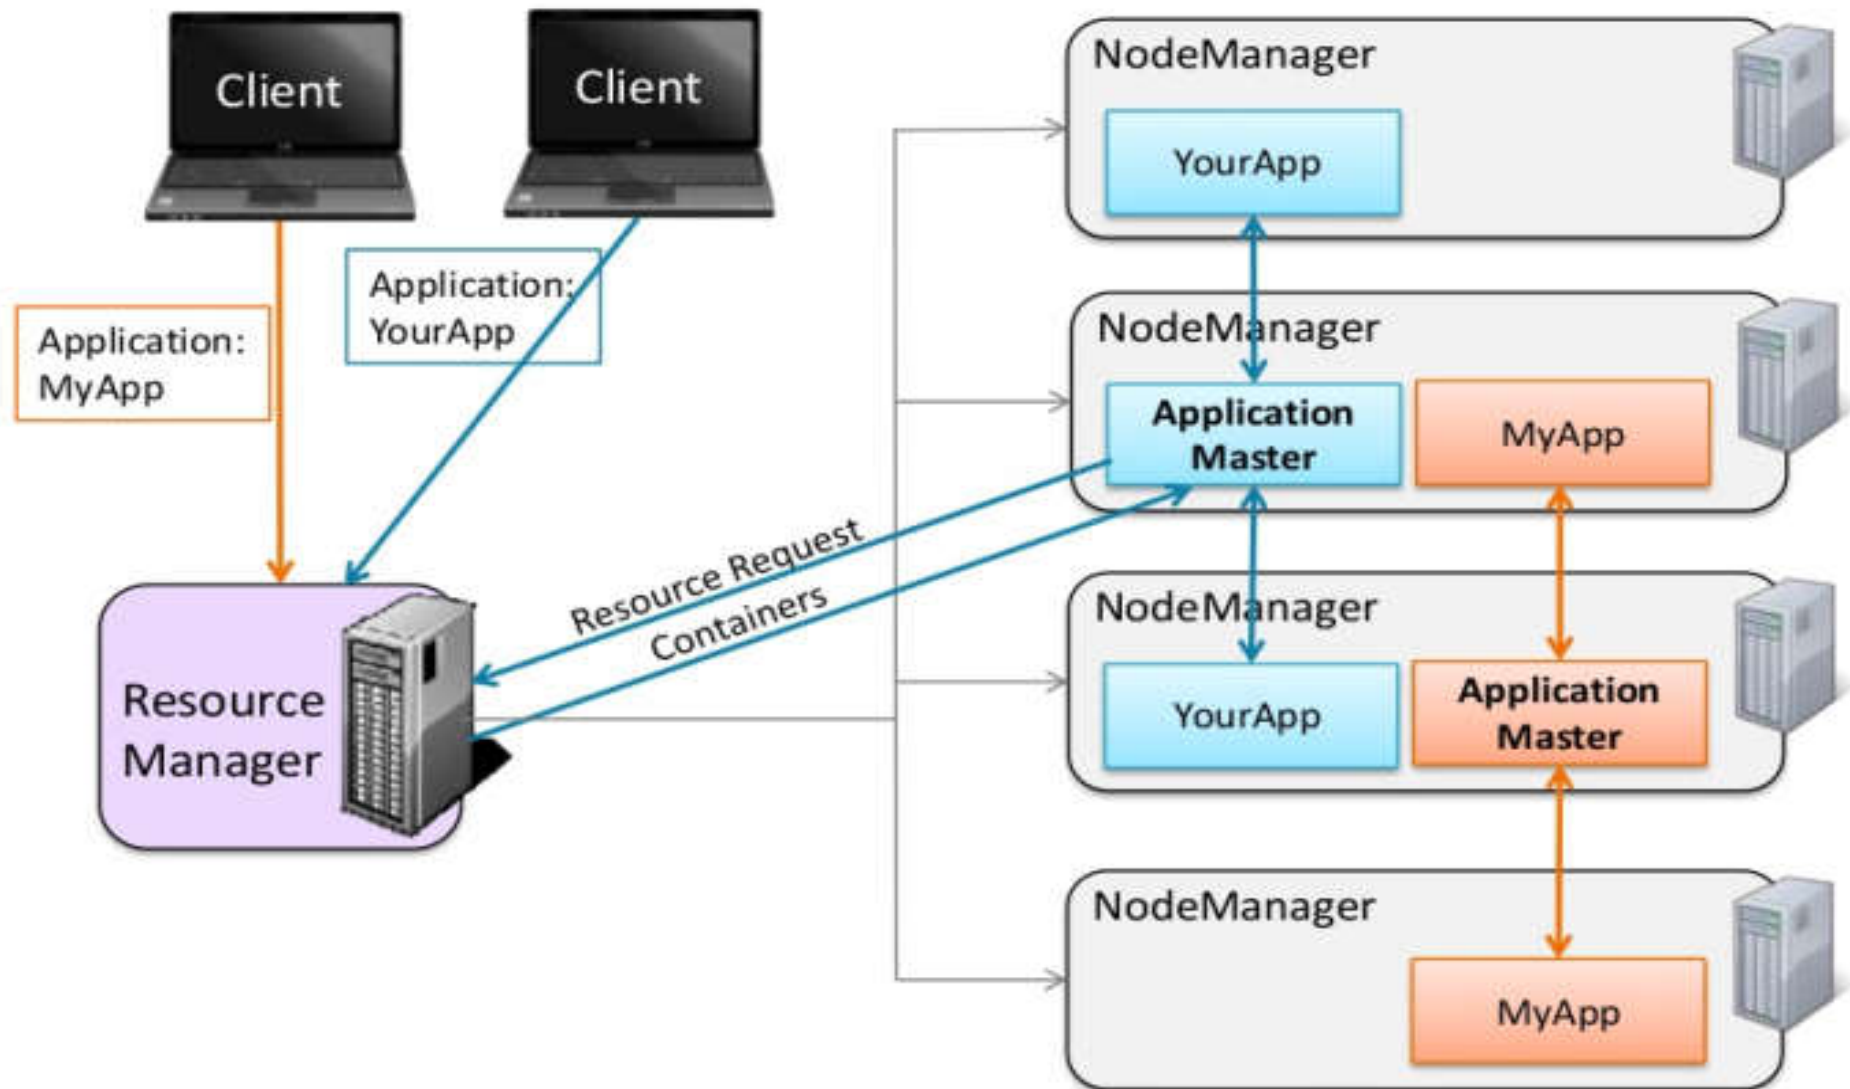 Client
Client
Application:
MyApp
Application:
YourApp
Resource
Manager
Resource Request
Containers
NodeManager
YourApp
NodeManager
Application
Master
MyApp
NodeManager
YourApp
Application
Master
NodeManager
MyApp